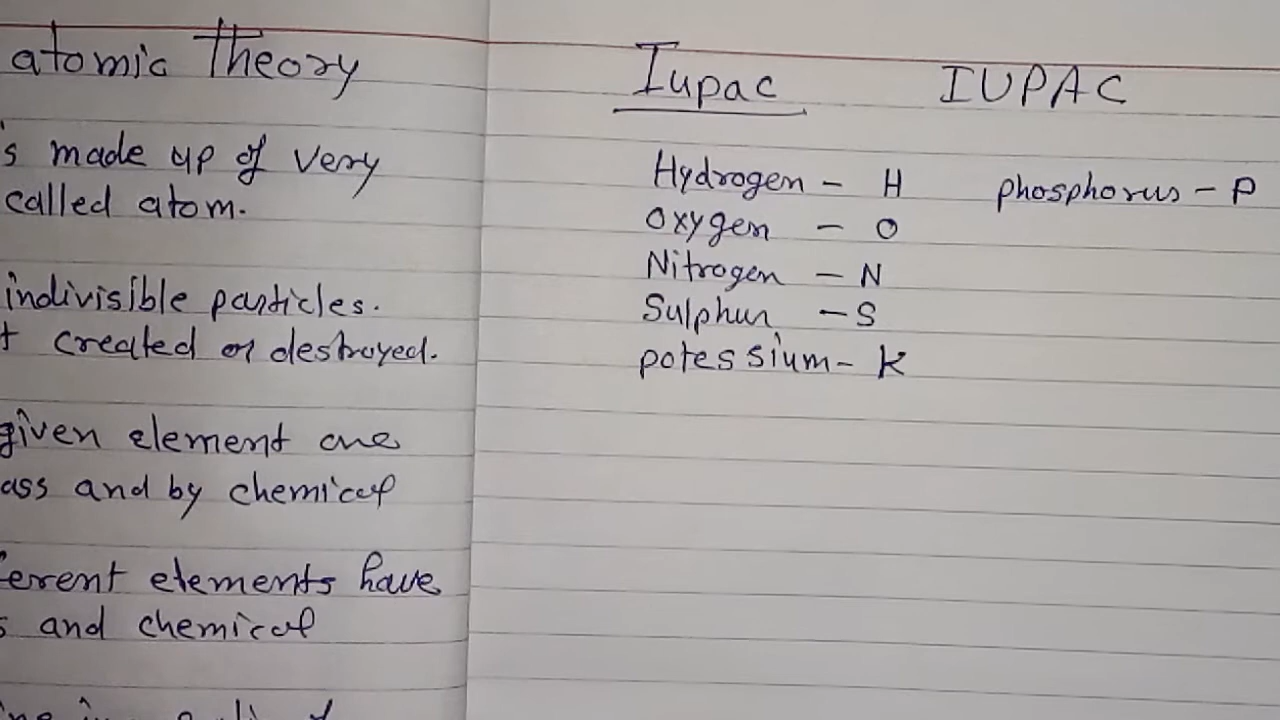 atomic Theory
s made up of very
called atom.
indivisible particles.
t created or destroyed.
given element are
ass and by chemical
ferent elements have
s and chemical
Iupac IUPAC
Hydrogen - H phosphorus - P
Oxygen - O
Nitrogen - N
Sulphur - S
potessium - K